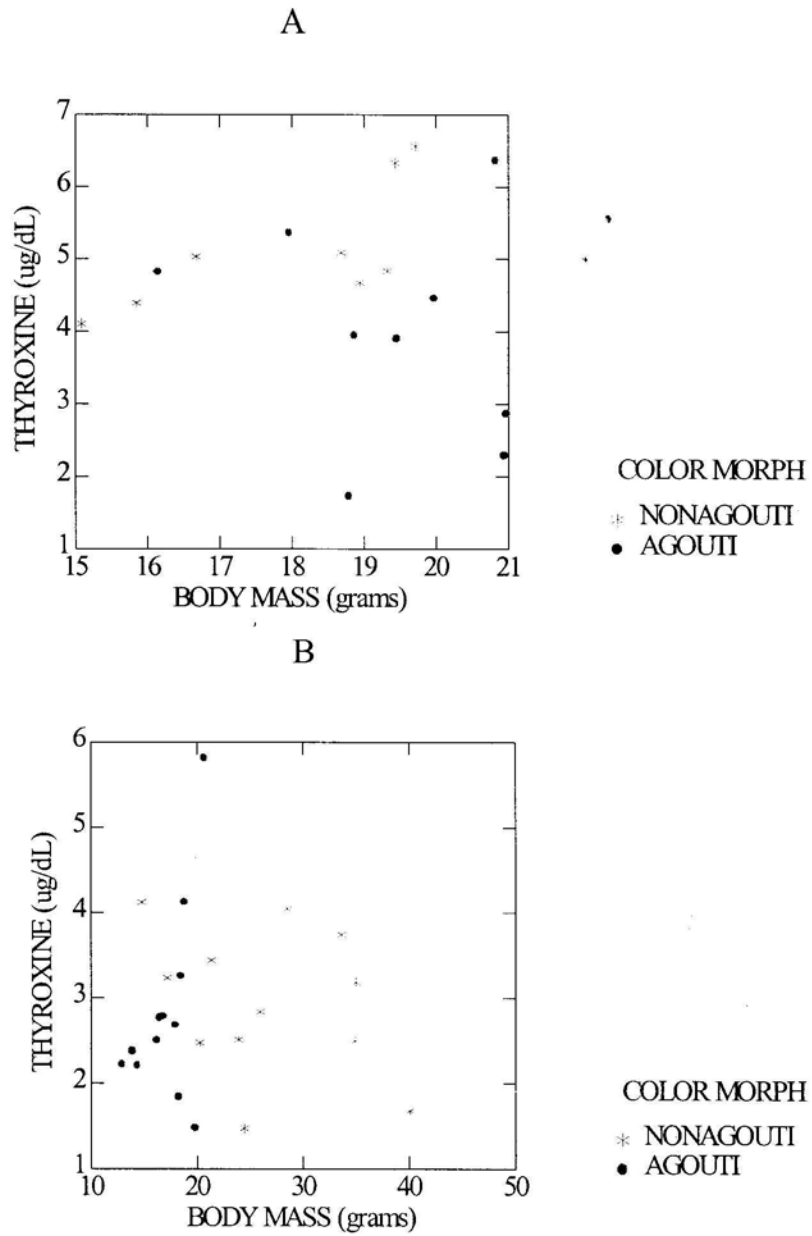 A
7
6
5
4
3
2
1
THYROXINE (ug/dL)
15 16 17 18 19 20 21
BODY MASS (grams)
COLOR MORPH
NONAGOUTI
AGOUTI
B
6
5
4
3
2
1
THYROXINE (ug/dL)
10 20 30 40 50
BODY MASS (grams)
COLOR MORPH
NONAGOUTI
AGOUTI